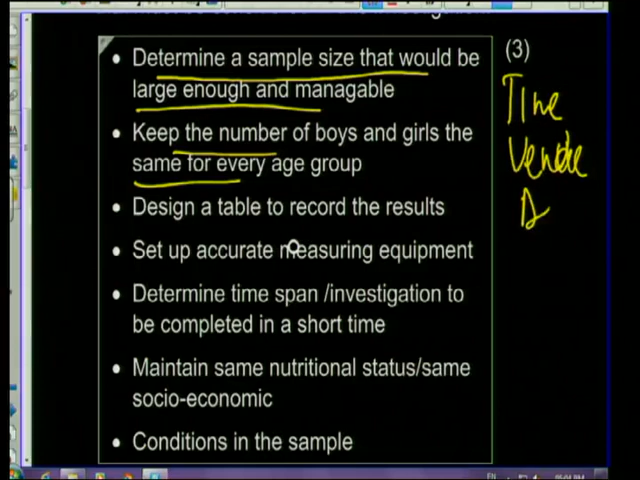 • Determine a sample size that would be
large enough and managable
• Keep the number of boys and girls the
same for every age group
• Design a table to record the results
• Set up accurate measuring equipment
• Determine time span /investigation to
be completed in a short time
• Maintain same nutritional status/same
socio-economic
• Conditions in the sample
(3)
Time